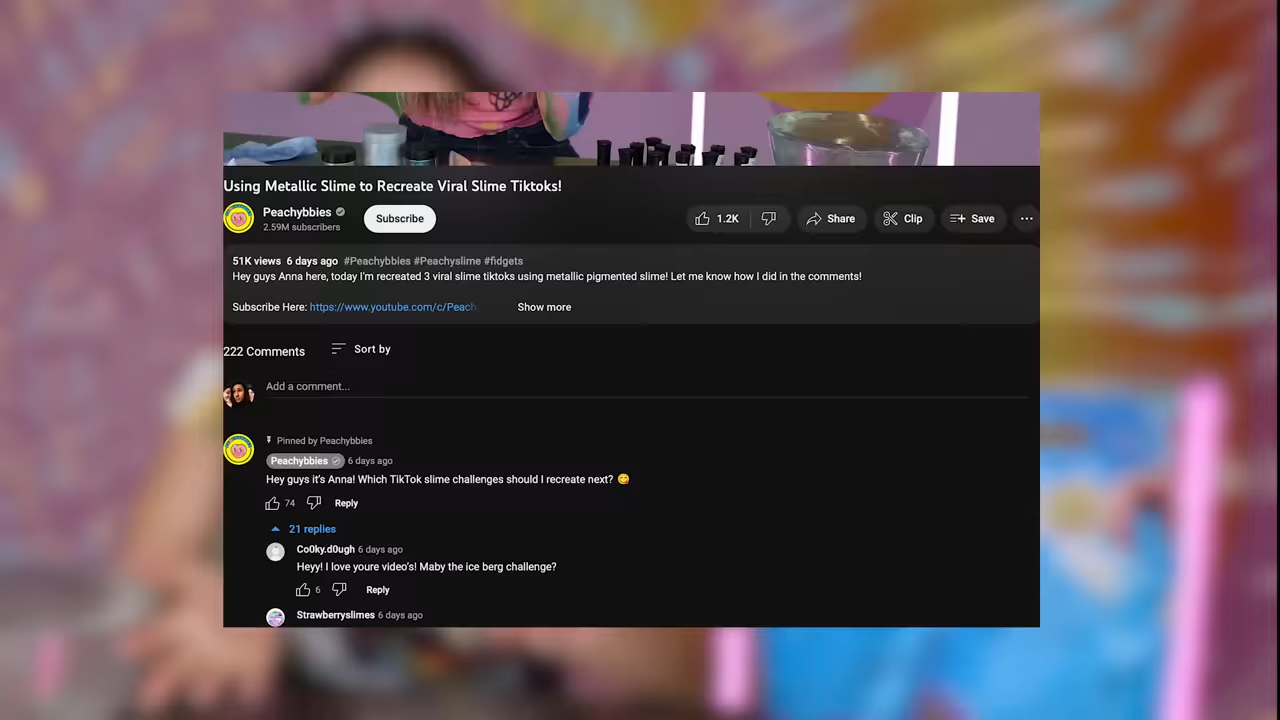 Using Metallic Slime to Recreate Viral Slime Tiktoks!
Peachybbies
2.59M subscribers
Subscribe
1.2K
Share
Clip
Save
51K views 6 days ago #Peachybbies #Peachyslime #fidgets
Hey guys Anna here, today I'm recreated 3 viral slime tiktoks using metallic pigmented slime! Let me know how I did in the comments!
Subscribe Here: https://www.youtube.com/c/Peach
Show more
222 Comments
Sort by
Add a comment...
Pinned by Peachybbies
Peachybbies 6 days ago
Hey guys it's Anna! Which TikTok slime challenges should I recreate next? 😋
74
Reply
21 replies
Co0ky.d0ugh 6 days ago
Heyy! I love youre video's! Maby the ice berg challenge?
6
Reply
Strawberryslimes 6 days ago